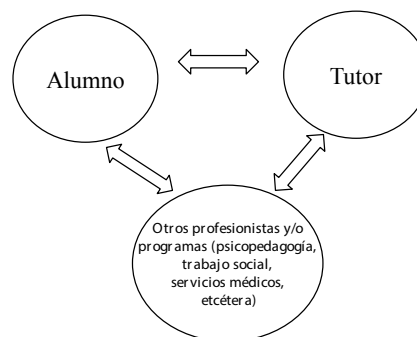 Alumno
Tutor
Otros profesionistas y/o
programas (psicopedagogía,
trabajo social,
servicios médicos,
etcétera)